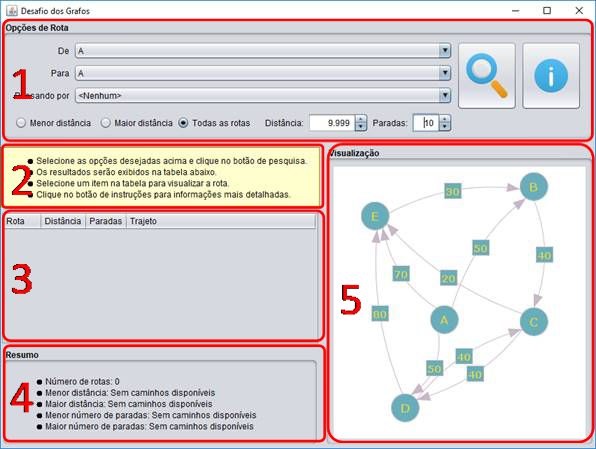 Desafio dos Grafos
Opções de Rota
De A
Para A
Passando por <Nenhum>
Menor distância Maior distância Todas as rotas Distância: 9.999 Paradas: 10
1
Selecione as opções desejadas acima e clique no botão de pesquisa.
Os resultados serão exibidos na tabela abaixo.
Selecione um item na tabela para visualizar a rota.
Clique no botão de instruções para informações mais detalhadas.
2
Rota Distância Paradas Trajeto
3
Resumo
Número de rotas: 0
Menor distância: Sem caminhos disponíveis
Maior distância: Sem caminhos disponíveis
Menor número de paradas: Sem caminhos disponíveis
Maior número de paradas: Sem caminhos disponíveis
4
Visualização
B
30
E
50
40
70
20
80
A
C
40
50
40
D
5